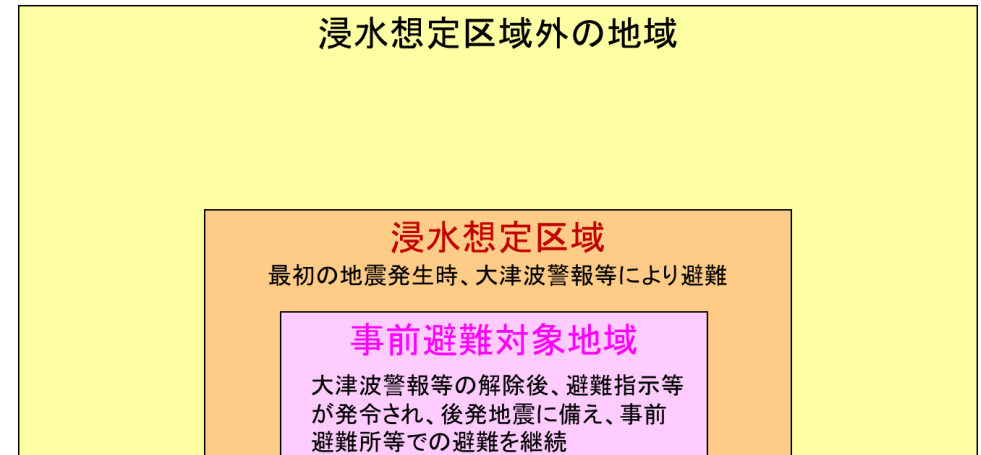 浸水想定区域外の地域
浸水想定区域
最初の地震発生時、大津波警報等により避難
事前避難対象地域
大津波警報等の解除後、避難指示等
が発令され、後発地震に備え、事前
避難所等での避難を継続